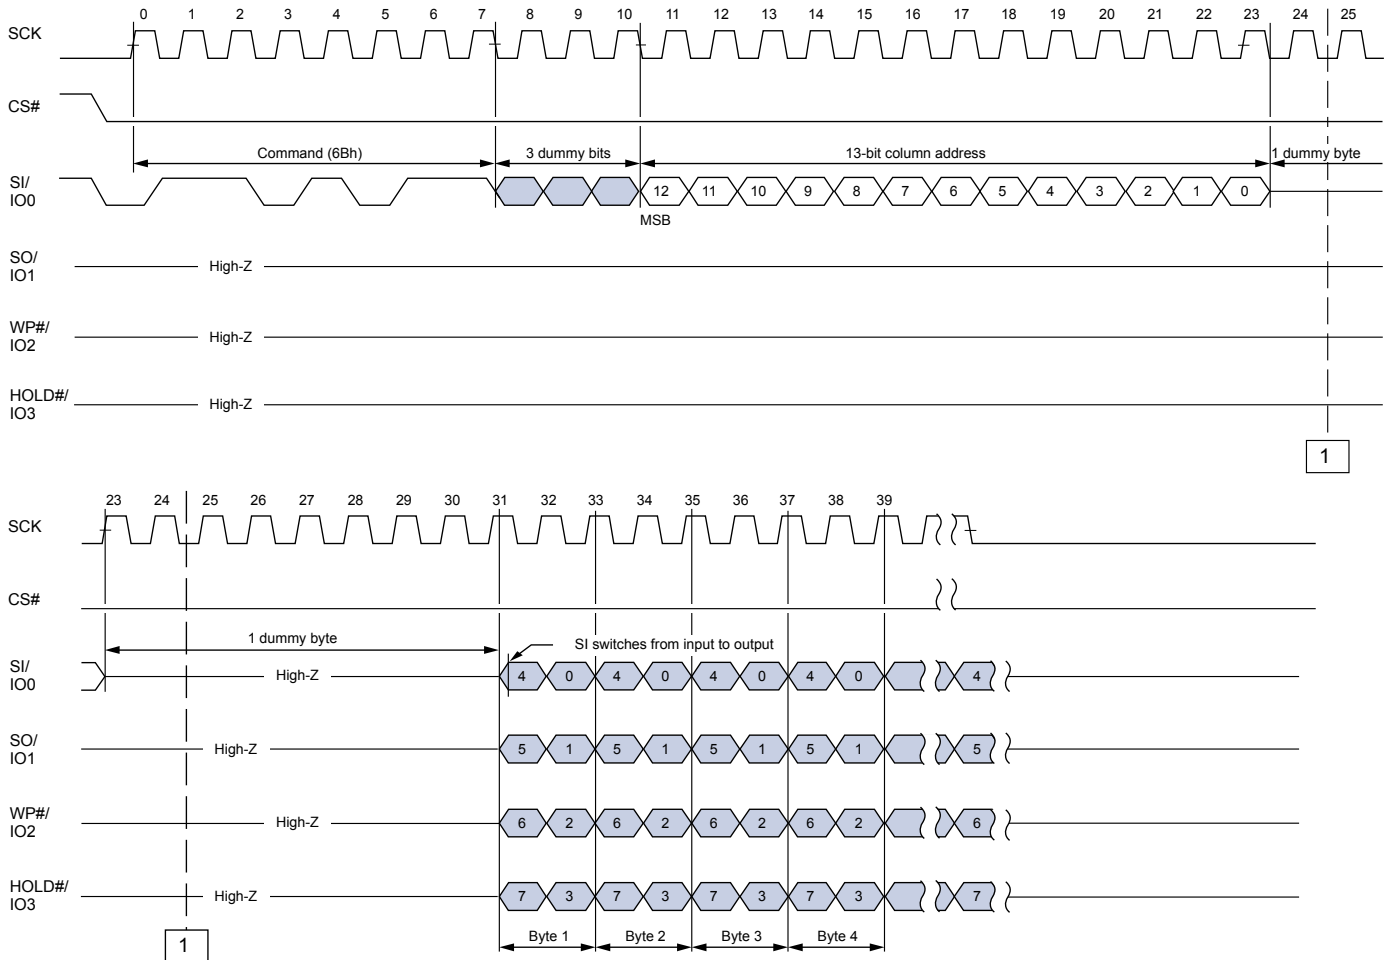 0 1 2 3 4 5 6 7 8 9 10 11 12 13 14 15 16 17 18 19 20 21 22 23 24 25
SCK
CS#
Command (6Bh) 3 dummy bits 13-bit column address 1 dummy byte
SI/
IO0
12 11 10 9 8 7 6 5 4 3 2 1 0
MSB
SO/
IO1
High-Z
WP#/
IO2
High-Z
HOLD#/
IO3
High-Z
1
23 24 25 26 27 28 29 30 31 32 33 34 35 36 37 38 39
SCK
CS#
1 dummy byte
SI switches from input to output
SI/
IO0
High-Z 4 0 4 0 4 0 4 0 4
SO/
IO1
High-Z 5 1 5 1 5 1 5 1 5
WP#/
IO2
High-Z 6 2 6 2 6 2 6 2 6
HOLD#/
IO3
High-Z 7 3 7 3 7 3 7 3 7
Byte 1 Byte 2 Byte 3 Byte 4
1